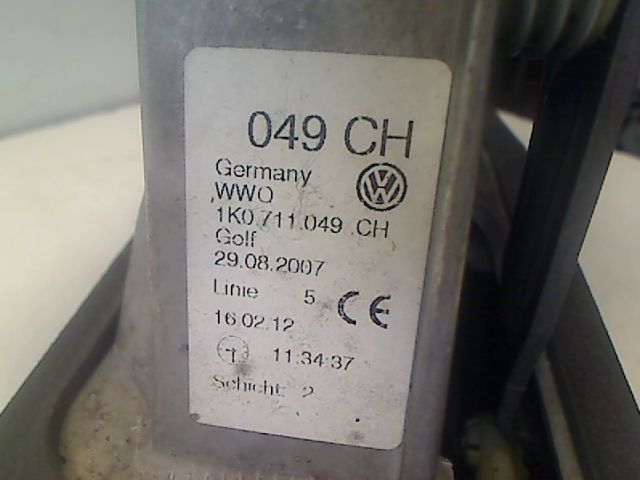 049 CH
Germany
,WWO
1K0.711.049 .CH
Golf
29.08.2007
Linie 5 CE
16.02.12
11:34:37
Schicht: 2